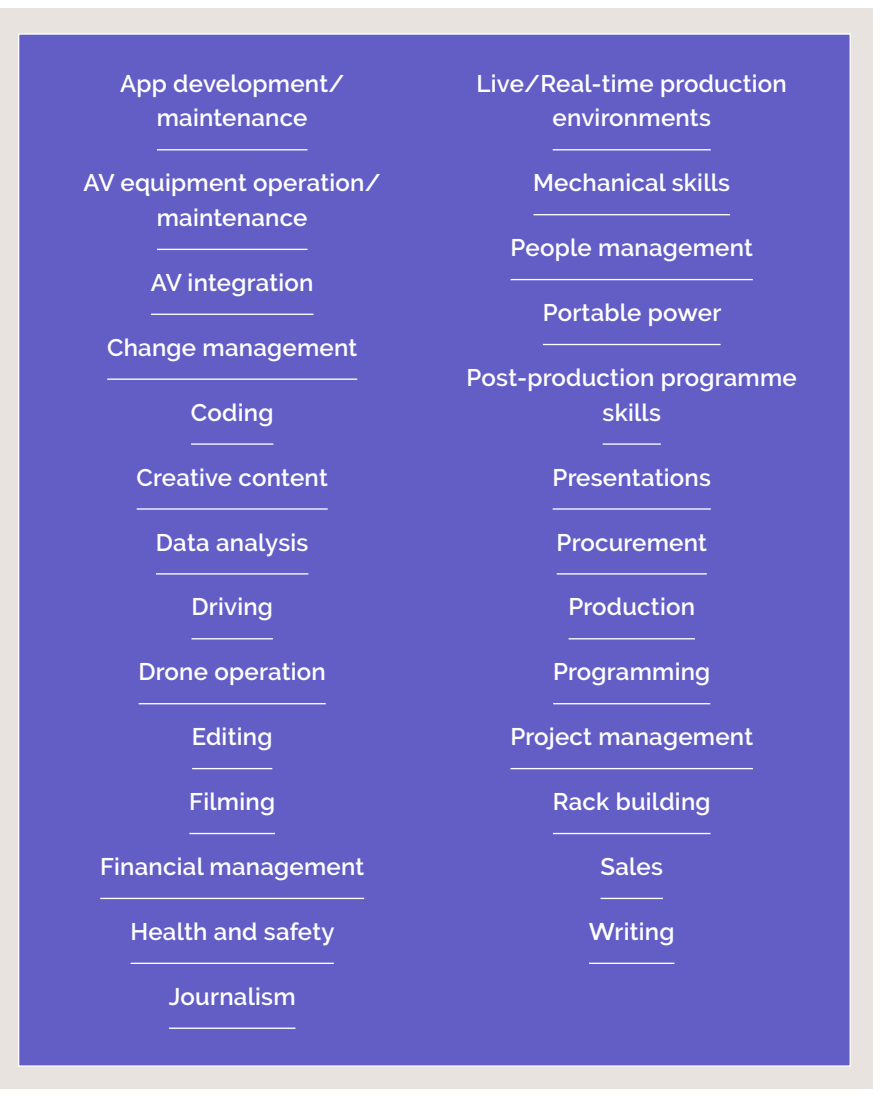 App development/
maintenance
AV equipment operation/
maintenance
AV integration
Change management
Coding
Creative content
Data analysis
Driving
Drone operation
Editing
Filming
Financial management
Health and safety
Journalism
Live/Real-time production
environments
Mechanical skills
People management
Portable power
Post-production programme
skills
Presentations
Procurement
Production
Programming
Project management
Rack building
Sales
Writing